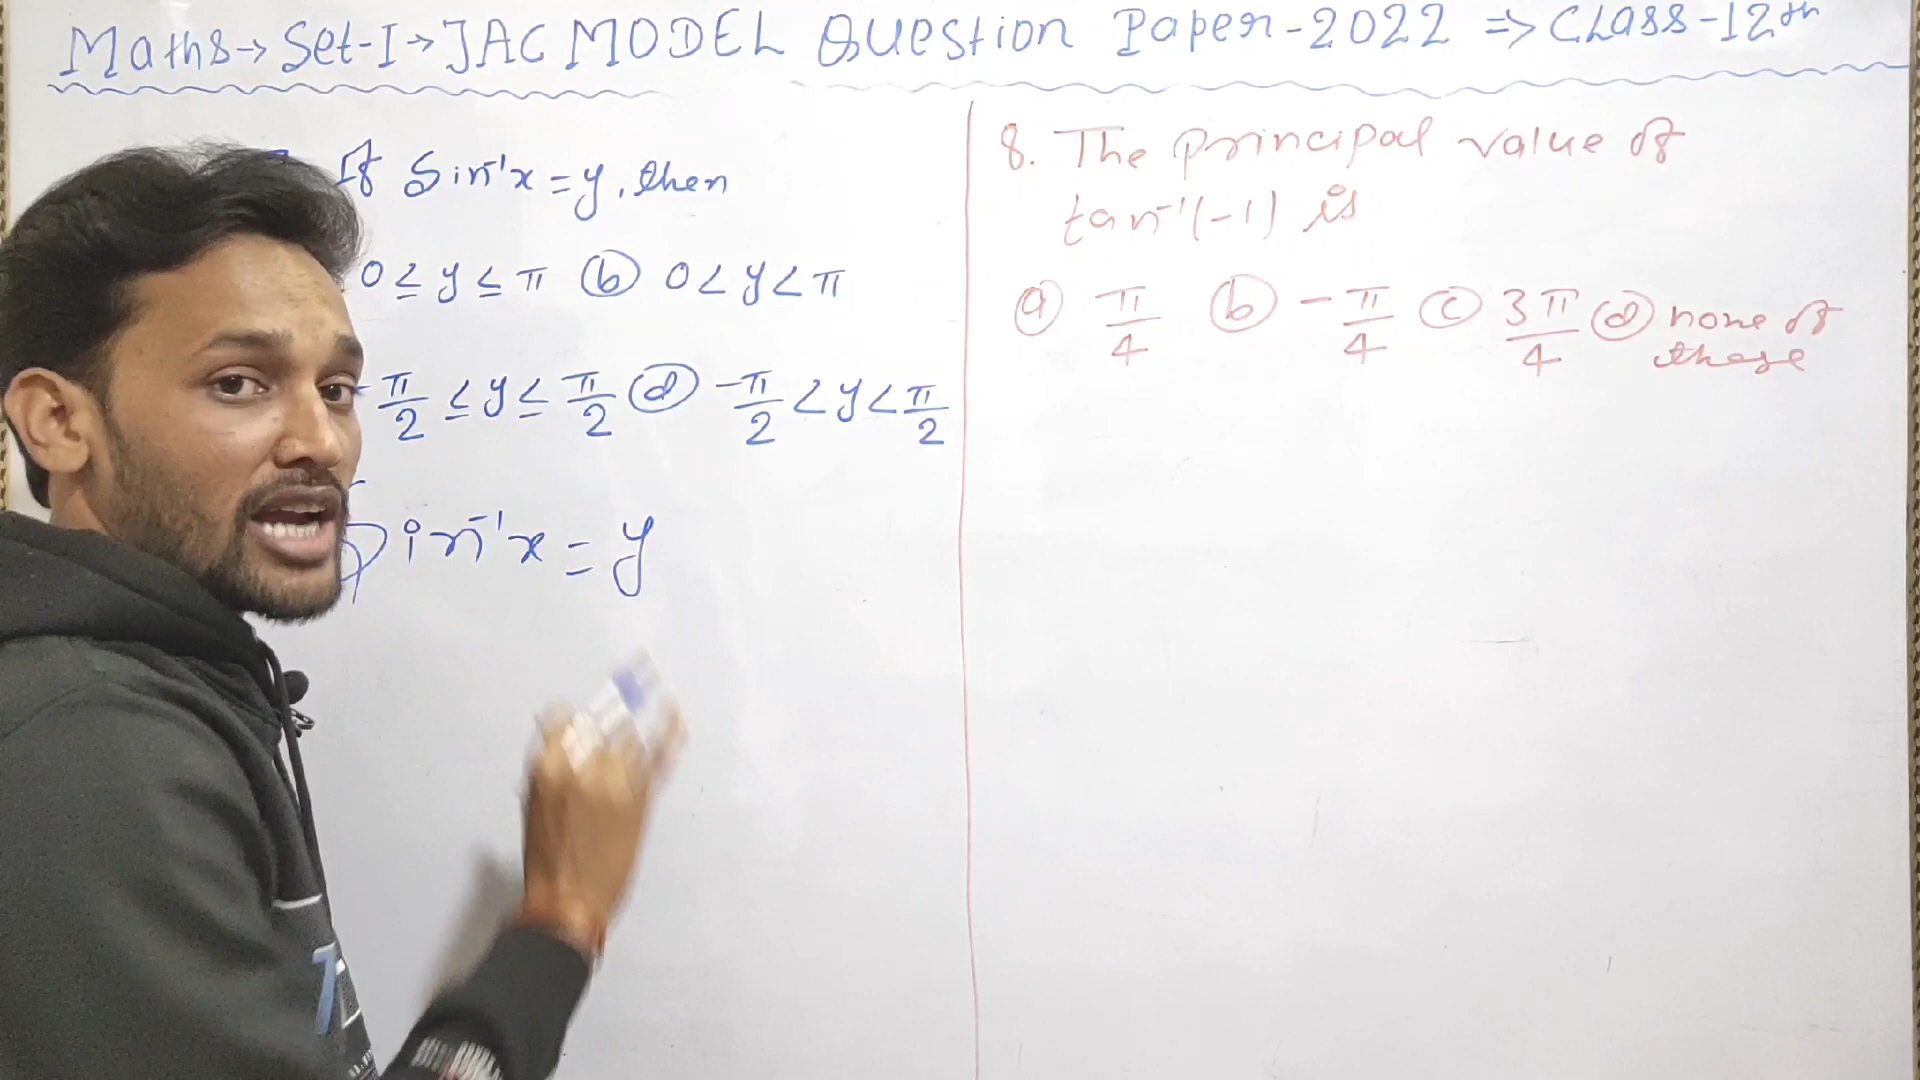 Maths→Set-I→JAC MODEL Question Paper-2022 ⇒ Class-12th
If Sin⁻¹x = y, then
0 ≤ y ≤ π (b) 0 < y < π
-π/2 ≤ y ≤ π/2 (d) -π/2 < y < π/2
Sin⁻¹x = y
8. The principal value of
tan⁻¹(-1) is
(a) π/4 (b) -π/4 (c) 3π/4 (d) none of these
7